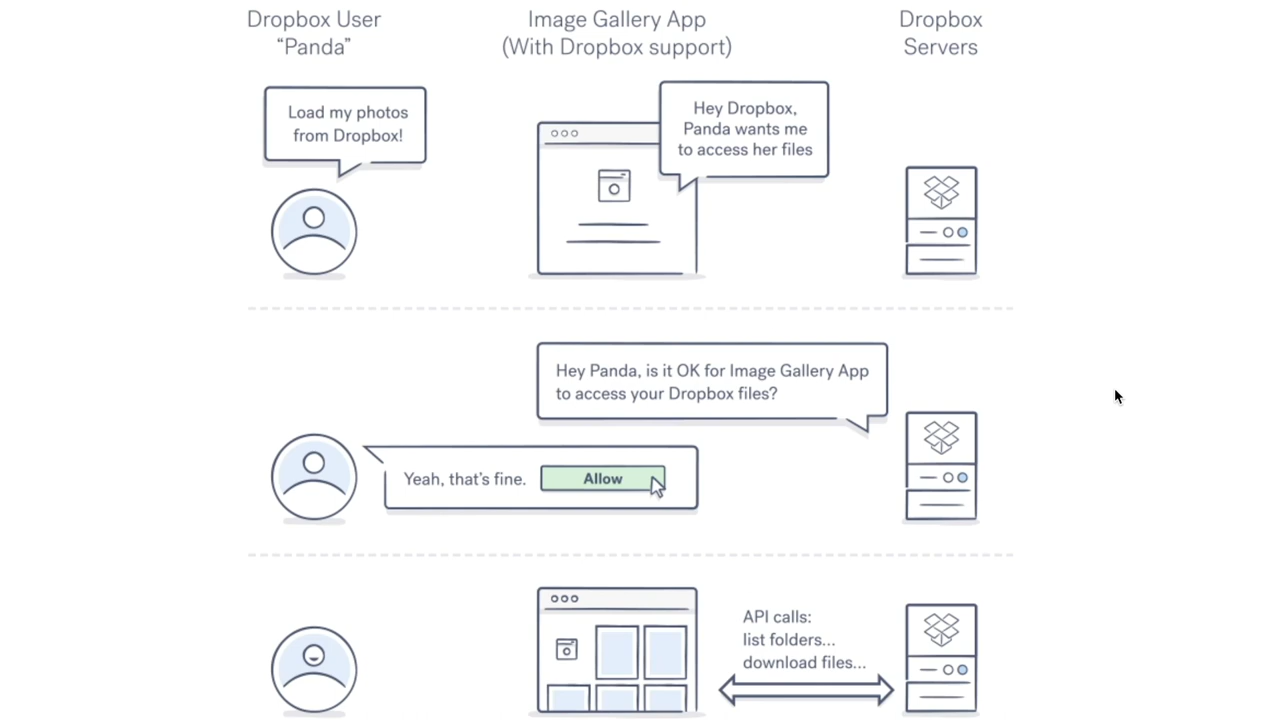 Dropbox User
“Panda”
Image Gallery App
(With Dropbox support)
Dropbox
Servers
Load my photos
from Dropbox!
Hey Dropbox,
Panda wants me
to access her files
Hey Panda, is it OK for Image Gallery App
to access your Dropbox files?
Yeah, that’s fine.
Allow
API calls:
list folders...
download files...